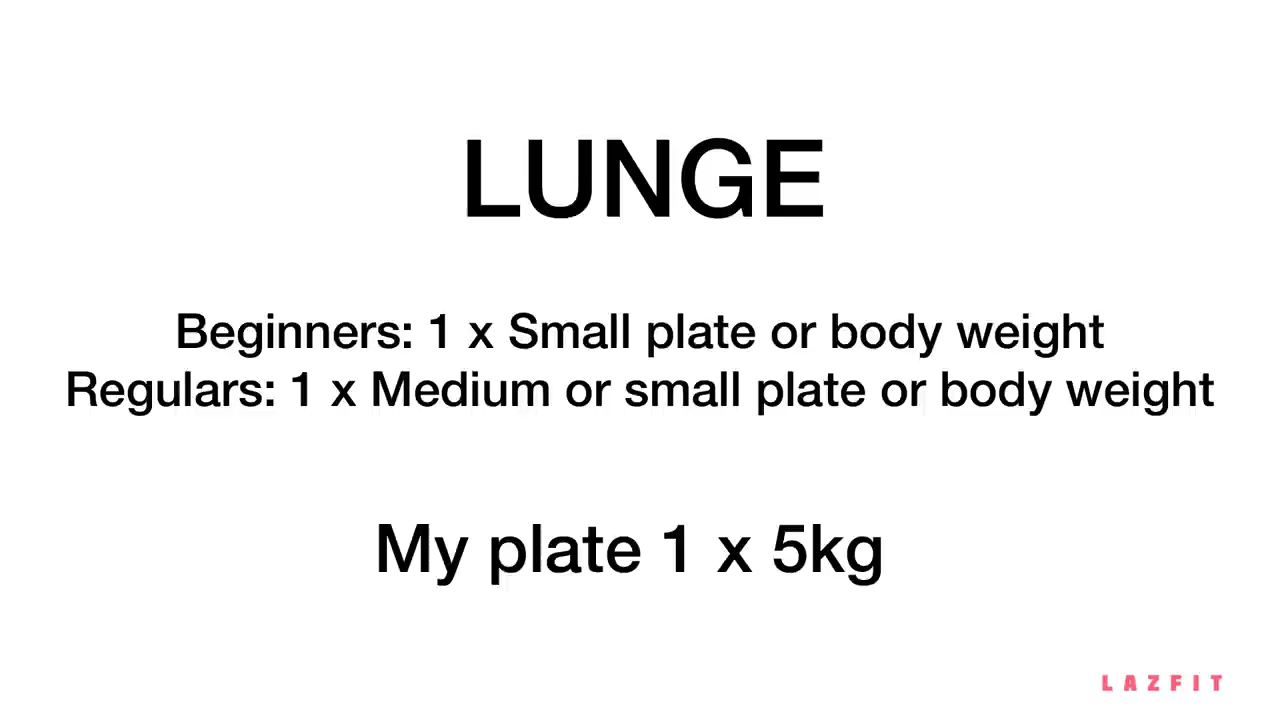 LUNGE
Beginners: 1 x Small plate or body weight
Regulars: 1 x Medium or small plate or body weight
My plate 1 x 5kg
LAZFIT